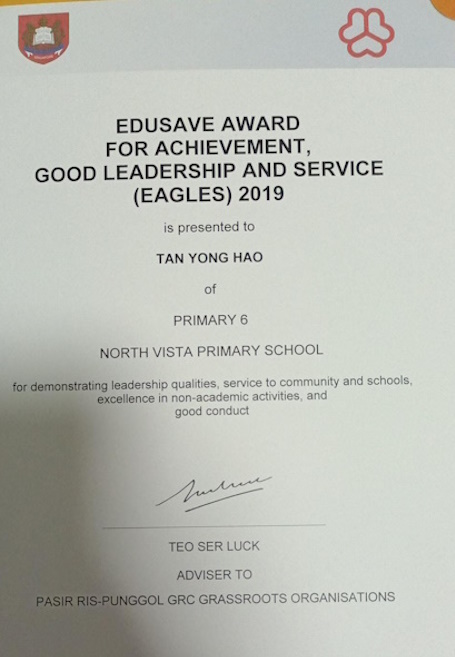 EDUSAVE AWARD
FOR ACHIEVEMENT,
GOOD LEADERSHIP AND SERVICE
(EAGLES) 2019
is presented to
TAN YONG HAO
of
PRIMARY 6
NORTH VISTA PRIMARY SCHOOL
for demonstrating leadership qualities, service to community and schools,
excellence in non-academic activities, and
good conduct
TEO SER LUCK
ADVISER TO
PASIR RIS-PUNGGOL GRC GRASSROOTS ORGANISATIONS